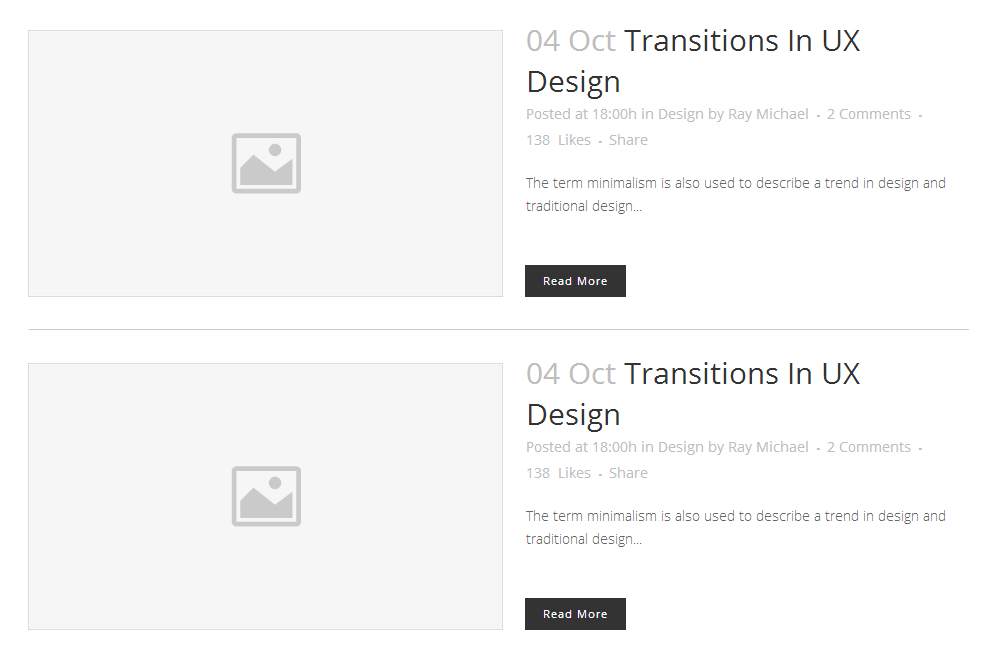 04 Oct Transitions In UX
Design
Posted at 18:00h in Design by Ray Michael - 2 Comments -
138 Likes - Share
The term minimalism is also used to describe a trend in design and
traditional design...
Read More
04 Oct Transitions In UX
Design
Posted at 18:00h in Design by Ray Michael - 2 Comments -
138 Likes - Share
The term minimalism is also used to describe a trend in design and
traditional design...
Read More